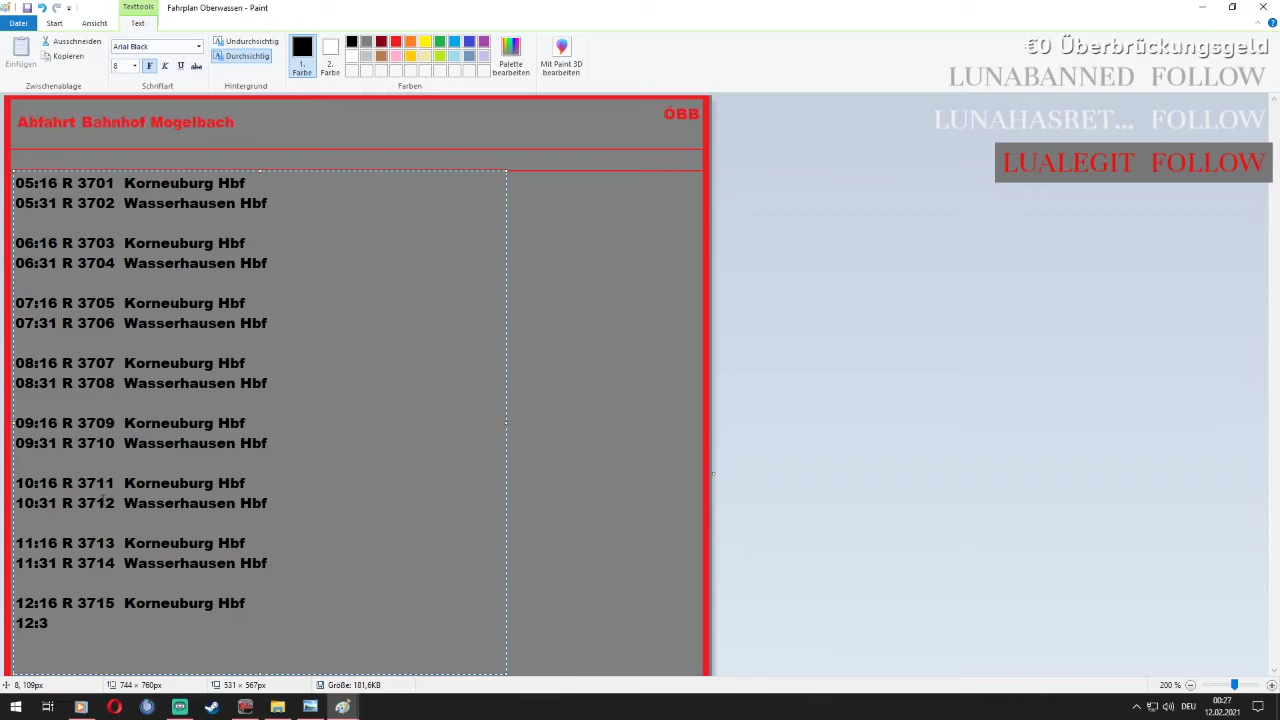 Texttools
Fahrplan Oberwassen - Paint
Datei
Start
Ansicht
Text
Einfügen
Ausschneiden
Kopieren
Zwischenablage
Arial Black
8
F
K
U
abc
Schriftart
Undurchsichtig
Durchsichtig
Hintergrund
1.
Farbe
2.
Farbe
Farben
Palette
bearbeiten
Mit Paint 3D
bearbeiten
€0 Überbrückungsgeld
LUNABANNED FOLLOW
LUNAHASRET... FOLLOW
LUALEGIT FOLLOW
Abfahrt Bahnhof Mogelbach
ÖBB
05:16 R 3701 Korneuburg Hbf
05:31 R 3702 Wasserhausen Hbf
06:16 R 3703 Korneuburg Hbf
06:31 R 3704 Wasserhausen Hbf
07:16 R 3705 Korneuburg Hbf
07:31 R 3706 Wasserhausen Hbf
08:16 R 3707 Korneuburg Hbf
08:31 R 3708 Wasserhausen Hbf
09:16 R 3709 Korneuburg Hbf
09:31 R 3710 Wasserhausen Hbf
10:16 R 3711 Korneuburg Hbf
10:31 R 3712 Wasserhausen Hbf
11:16 R 3713 Korneuburg Hbf
11:31 R 3714 Wasserhausen Hbf
12:16 R 3715 Korneuburg Hbf
12:3
8, 109px
744 × 760px
531 × 567px
Größe: 181,6KB
200 %
DEU
00:27
12.02.2021